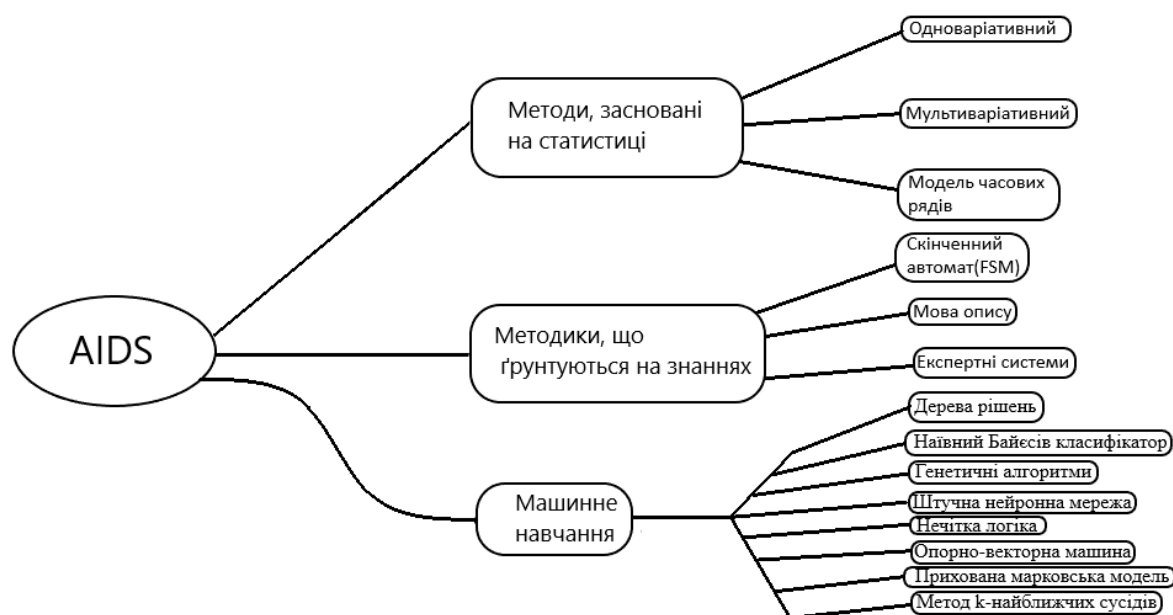 AIDS
Методи, засновані
на статистиці
Одноваріативний
Мультиваріативний
Модель часових
рядів
Методики, що
ґрунтуються на знаннях
Скінченний
автомат(FSM)
Мова опису
Експертні системи
Машинне
навчання
Дерева рішень
Наївний Байєсів класифікатор
Генетичні алгоритми
Штучна нейронна мережа
Нечітка логіка
Опорно-векторна машина
Прихована марковська модель
Метод k-найближчих сусідів